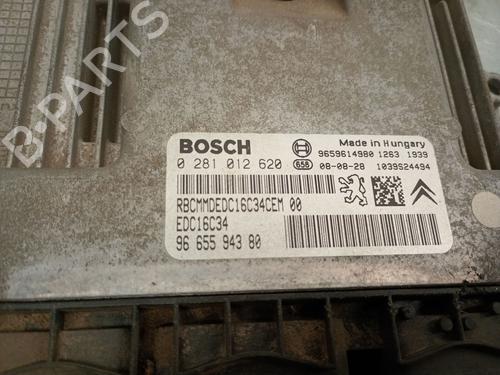 B-PARTS
BOSCH
Made in Hungary
0 281 012 620
656
9659614980 1263 1939
08-08-28 1039S24494
RBCMMDEDC16C34CEM 00
EDC16C34
96 655 943 80